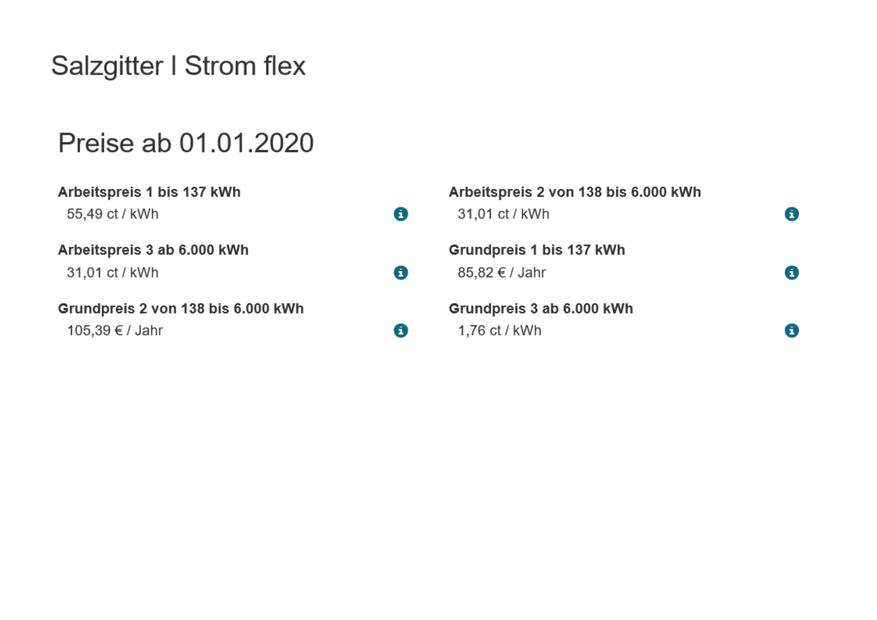 Salzgitter l Strom flex
Preise ab 01.01.2020
Arbeitspreis 1 bis 137 kWh
55,49 ct / kWh
Arbeitspreis 2 von 138 bis 6.000 kWh
31,01 ct / kWh
Arbeitspreis 3 ab 6.000 kWh
31,01 ct / kWh
Grundpreis 1 bis 137 kWh
85,82 € / Jahr
Grundpreis 2 von 138 bis 6.000 kWh
105,39 € / Jahr
Grundpreis 3 ab 6.000 kWh
1,76 ct / kWh